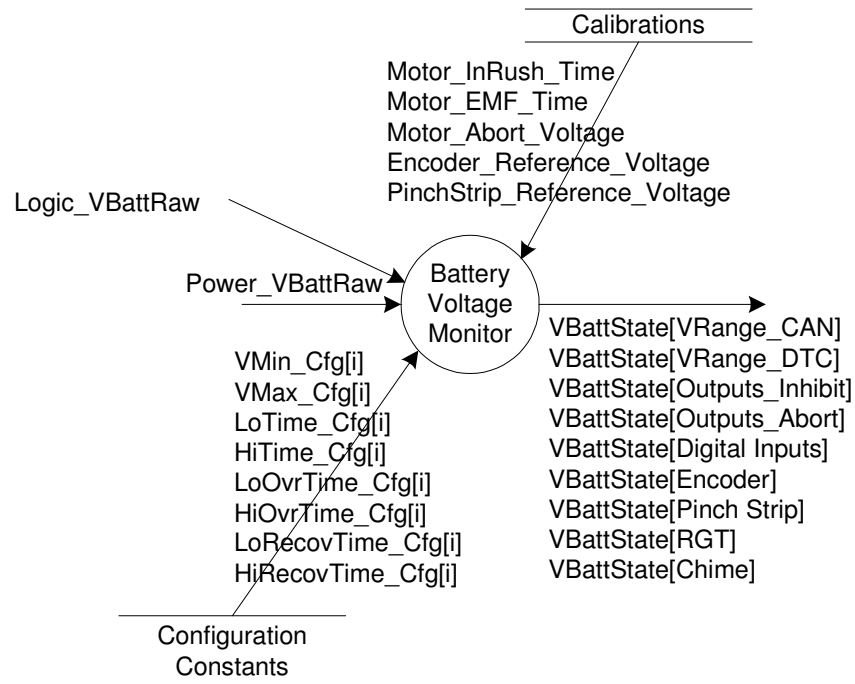 Calibrations
Motor_InRush_Time
Motor_EMF_Time
Motor_Abort_Voltage
Encoder_Reference_Voltage
PinchStrip_Reference_Voltage
Logic_VBattRaw
Power_VBattRaw
Battery
Voltage
Monitor
VMin_Cfg[i]
VMax_Cfg[i]
LoTime_Cfg[i]
HiTime_Cfg[i]
LoOvrTime_Cfg[i]
HiOvrTime_Cfg[i]
LoRecovTime_Cfg[i]
HiRecovTime_Cfg[i]
VBattState[VRange_CAN]
VBattState[VRange_DTC]
VBattState[Outputs_Inhibit]
VBattState[Outputs_Abort]
VBattState[Digital Inputs]
VBattState[Encoder]
VBattState[Pinch Strip]
VBattState[RGT]
VBattState[Chime]
Configuration
Constants